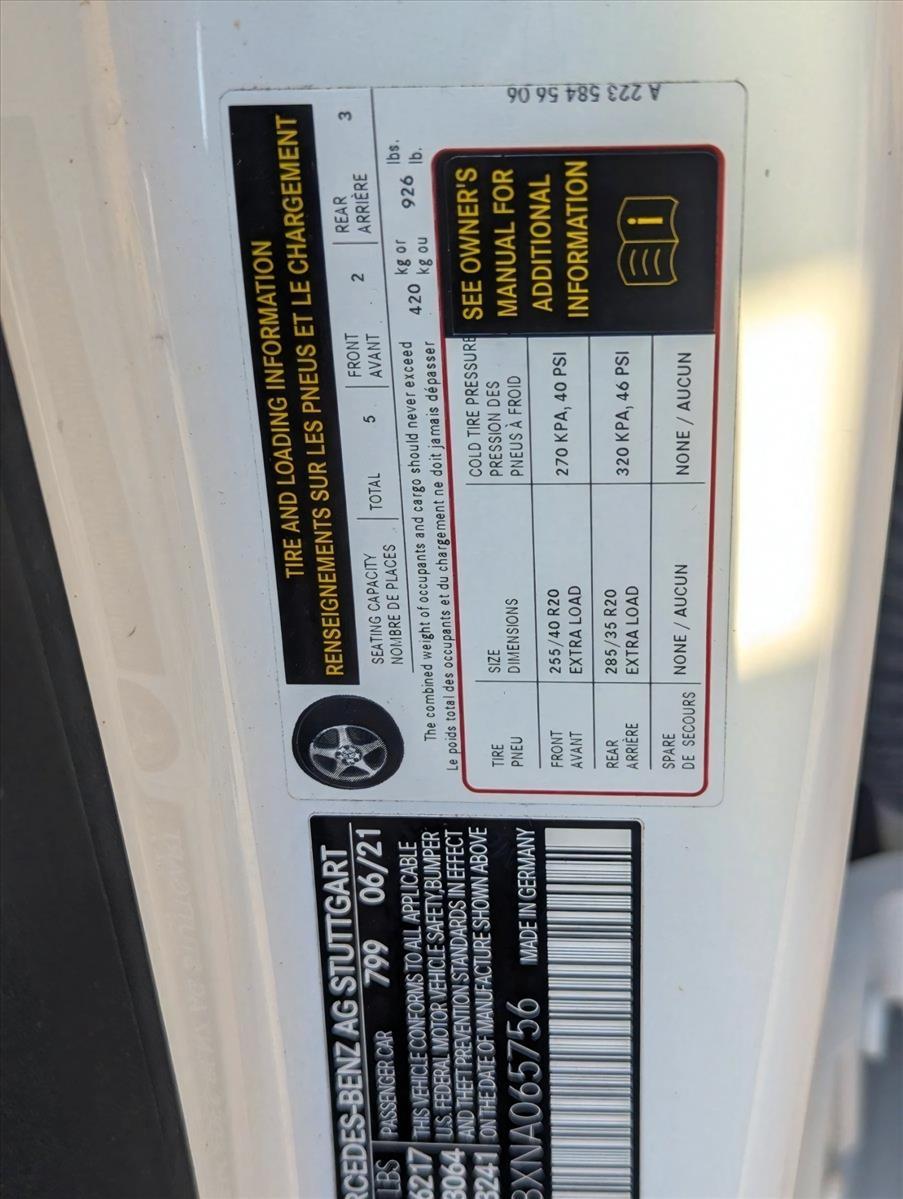 A 223 584 56 06
TIRE AND LOADING INFORMATION
RENSEIGNEMENTS SUR LES PNEUS ET LE CHARGEMENT
SEATING CAPACITY TOTAL 5 FRONT 2 REAR 3
NOMBRE DE PLACES AVANT ARRIÈRE
The combined weight of occupants and cargo should never exceed 420 kg or 926 lbs.
Le poids total des occupants et du chargement ne doit jamais dépasser kg ou lb.
TIRE SIZE COLD TIRE PRESSURE
PNEU DIMENSIONS PRESSION DES
PNEUS À FROID
FRONT 255/40 R20 270 KPA, 40 PSI
AVANT EXTRA LOAD
REAR 285/35 R20 320 KPA, 46 PSI
ARRIÈRE EXTRA LOAD
SPARE NONE / AUCUN NONE / AUCUN
DE SECOURS
SEE OWNER'S
MANUAL FOR
ADDITIONAL
INFORMATION
RCEDES-BENZ AG STUTTGART
LBS PASSENGER CAR 799 06/21
6217 THIS VEHICLE CONFORMS TO ALL APPLICABLE
3064 U.S. FEDERAL MOTOR VEHICLE SAFETY, BUMPER
3241 AND THEFT PREVENTION STANDARDS IN EFFECT
ON THE DATE OF MANUFACTURE SHOWN ABOVE
BXNA065756 MADE IN GERMANY